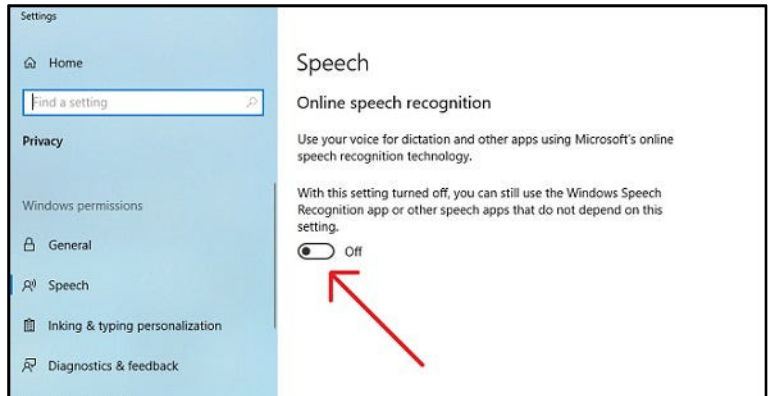 Settings
Home
Find a setting
Privacy
Windows permissions
General
Speech
Inking & typing personalization
Diagnostics & feedback
Speech
Online speech recognition
Use your voice for dictation and other apps using Microsoft's online
speech recognition technology.
With this setting turned off, you can still use the Windows Speech
Recognition app or other speech apps that do not depend on this
setting.
Off